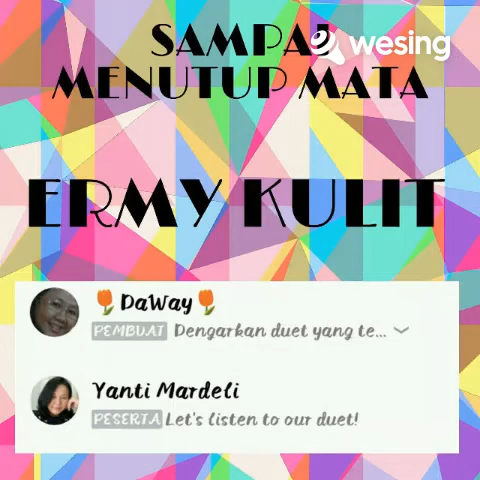 SAMPAI
wesing
MENUTUP MATA
ERMY KULIT
DaWay
PEMBUAT Dengarkan duet yang te...
Yanti Mardeli
PESERTA Let's listen to our duet!